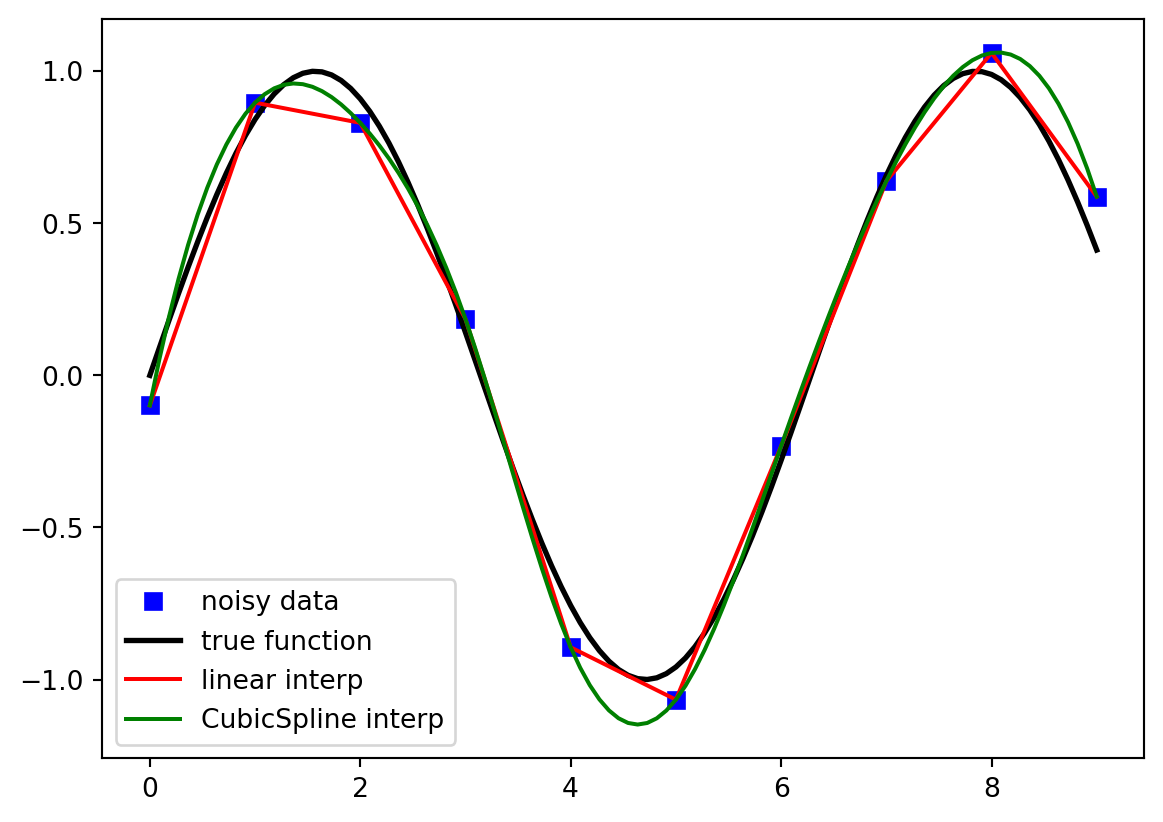 1.0
0.5
0.0
−0.5
−1.0
noisy data
true function
linear interp
CubicSpline interp
0 2 4 6 8